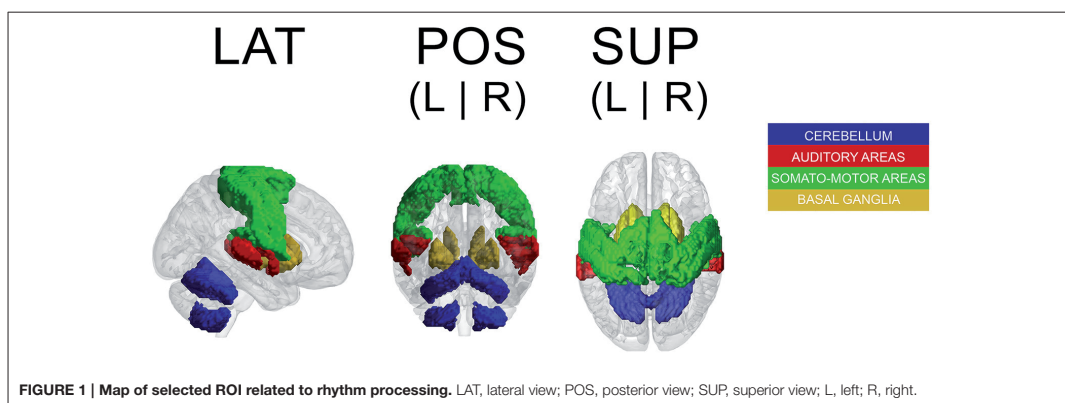 LAT
POS
(L | R)
SUP
(L | R)
CEREBELLUM
AUDITORY AREAS
SOMATO-MOTOR AREAS
BASAL GANGLIA
FIGURE 1 | Map of selected ROI related to rhythm processing. LAT, lateral view; POS, posterior view; SUP, superior view; L, left; R, right.